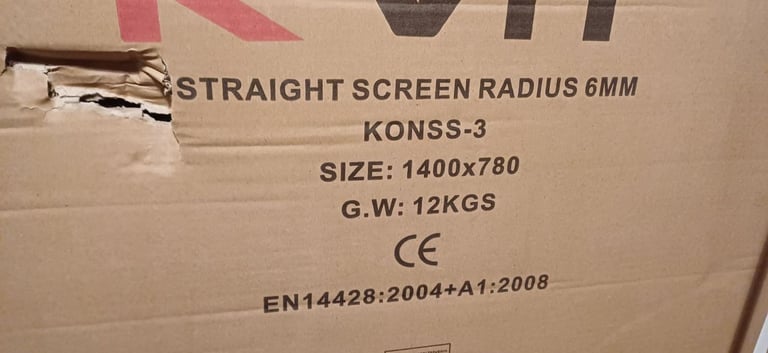 STRAIGHT SCREEN RADIUS 6MM
KONSS-3
SIZE: 1400x780
G.W: 12KGS
CE
EN14428:2004+A1:2008